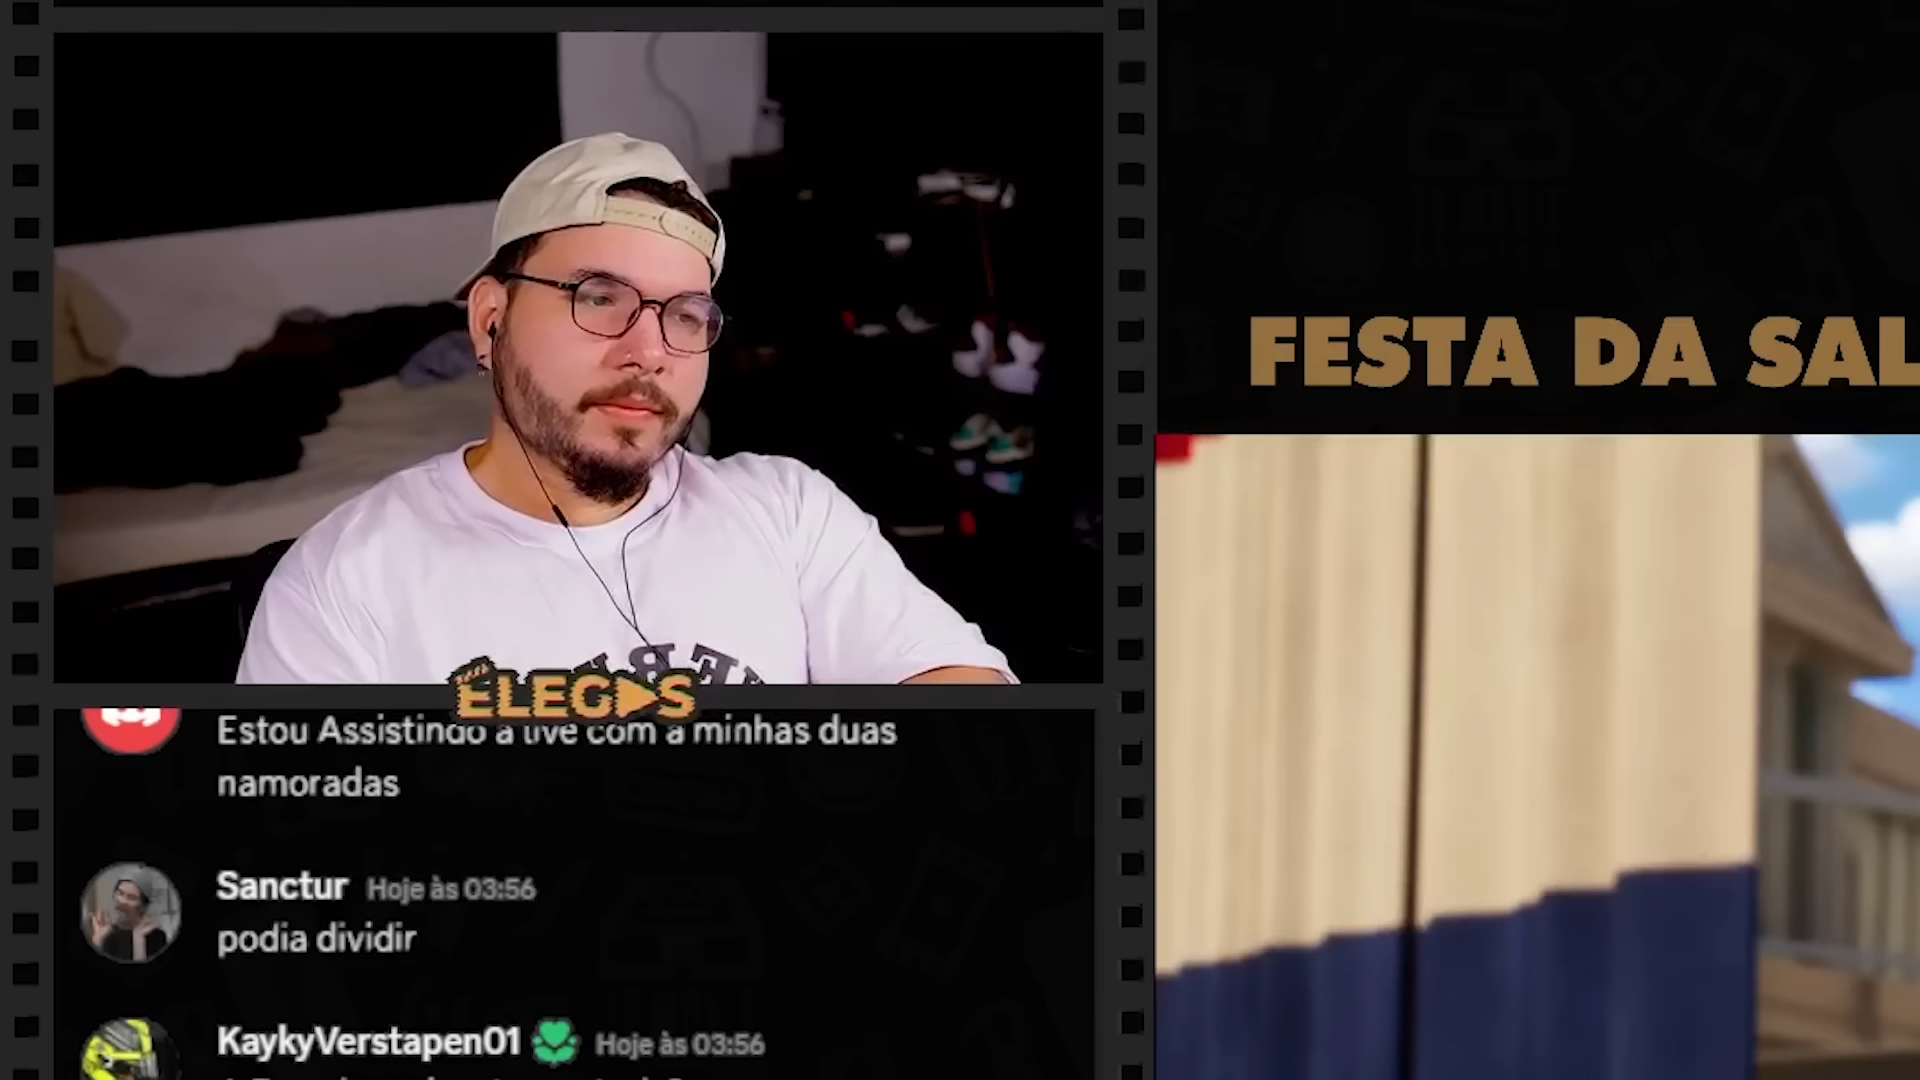 FESTA DA SAL
ELEGOS
Estou Assistindo a live com a minhas duas
namoradas
Sanctur Hoje às 03:56
podia dividir
KaykyVerstapen01 Hoje às 03:56